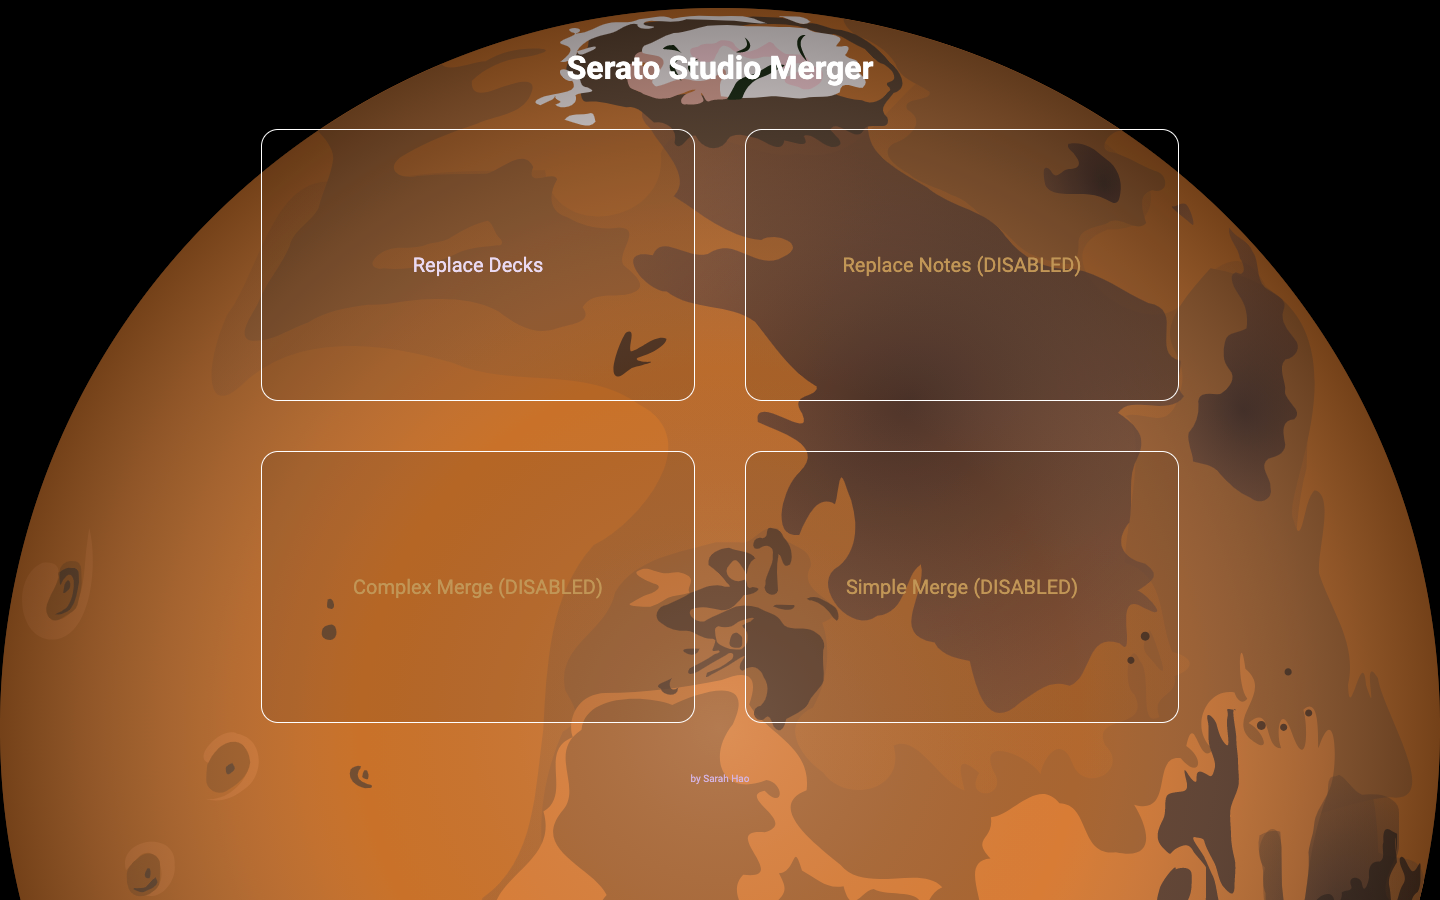 Serato Studio Merger
Replace Decks
Replace Notes (DISABLED)
Complex Merge (DISABLED)
Simple Merge (DISABLED)
by Sarah Hao